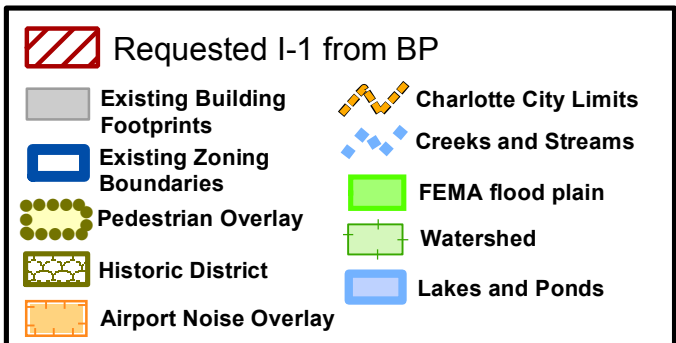 Requested I-1 from BP
Existing Building
Footprints
Existing Zoning
Boundaries
Pedestrian Overlay
Historic District
Airport Noise Overlay
Charlotte City Limits
Creeks and Streams
FEMA flood plain
Watershed
Lakes and Ponds